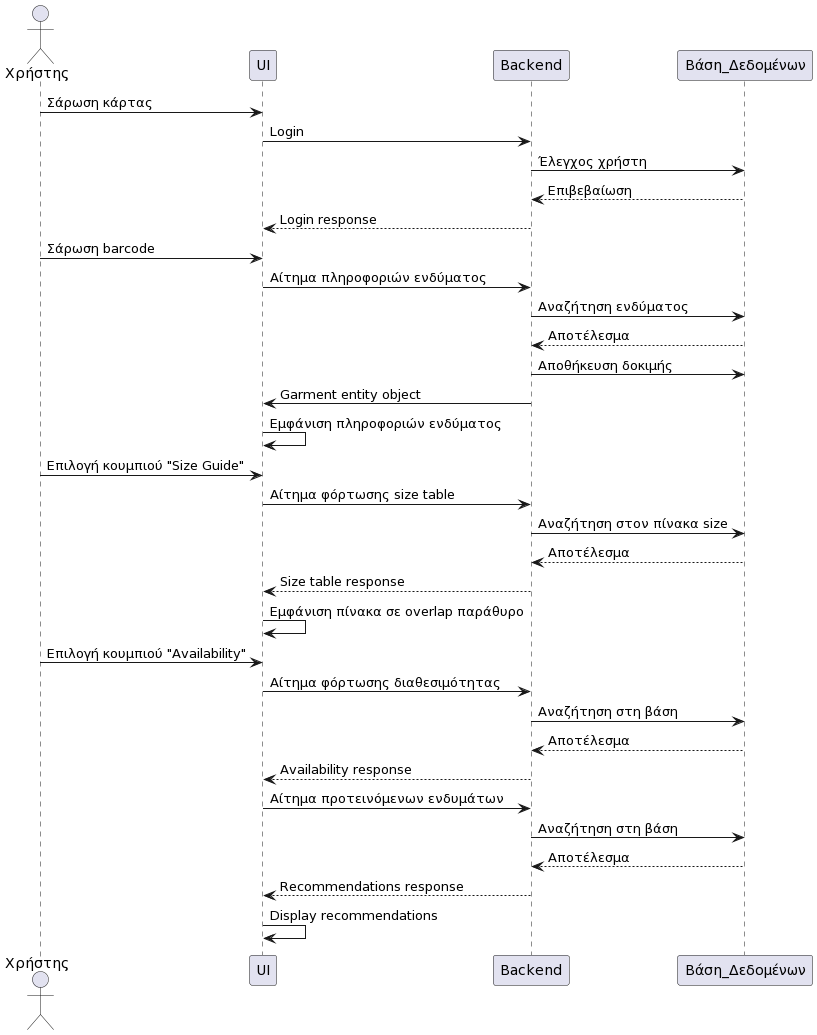 Χρήστης
UI
Backend
Βάση_Δεδομένων
Σάρωση κάρτας
Login
Έλεγχος χρήστη
Επιβεβαίωση
Login response
Σάρωση barcode
Αίτημα πληροφοριών ενδύματος
Αναζήτηση ενδύματος
Αποτέλεσμα
Αποθήκευση δοκιμής
Garment entity object
Εμφάνιση πληροφοριών ενδύματος
Επιλογή κουμπιού "Size Guide"
Αίτημα φόρτωσης size table
Αναζήτηση στον πίνακα size
Αποτέλεσμα
Size table response
Εμφάνιση πίνακα σε overlap παράθυρο
Επιλογή κουμπιού "Availability"
Αίτημα φόρτωσης διαθεσιμότητας
Αναζήτηση στη βάση
Αποτέλεσμα
Availability response
Αίτημα προτεινόμενων ενδυμάτων
Αναζήτηση στη βάση
Αποτέλεσμα
Recommendations response
Display recommendations
Χρήστης
UI
Backend
Βάση_Δεδομένων